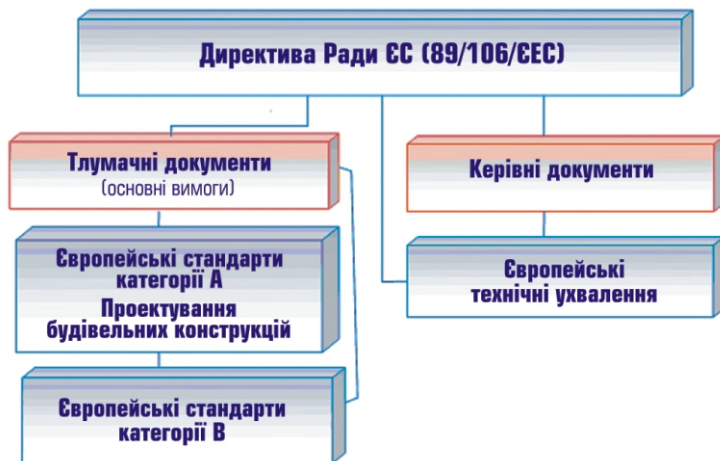 Директива Ради ЄС (89/106/ЄЕС)
Тлумачні документи
(основні вимоги)
Керівні документи
Європейські стандарти
категорії А
Проектування
будівельних конструкцій
Європейські
технічні ухвалення
Європейські стандарти
категорії В